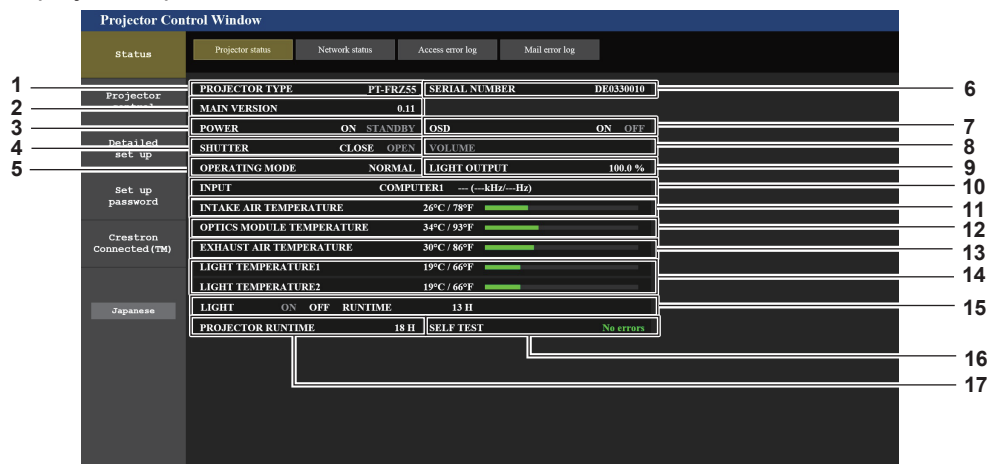 Projector Control Window
Status
Projector status Network status Access error log Mail error log
1 PROJECTOR TYPE PT-FRZ55 SERIAL NUMBER DE0330010 6
Projector
2 MAIN VERSION 0.11
3 POWER ON STANDBY OSD ON OFF 7
Detailed
set up
4 SHUTTER CLOSE OPEN VOLUME 8
5 OPERATING MODE NORMAL LIGHT OUTPUT 100.0 % 9
Set up
password
INPUT COMPUTER1 --- (---kHz/---Hz) 10
INTAKE AIR TEMPERATURE 26°C / 78°F 11
OPTICS MODULE TEMPERATURE 34°C / 93°F 12
Crestron
Connected(TM)
EXHAUST AIR TEMPERATURE 30°C / 86°F 13
LIGHT TEMPERATURE1 19°C / 66°F 14
LIGHT TEMPERATURE2 19°C / 66°F
Japanese
LIGHT ON OFF RUNTIME 13 H 15
PROJECTOR RUNTIME 18 H SELF TEST No errors
16
17